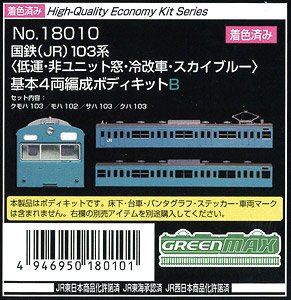 着色済み
High-Quality Economy Kit Series
No.18010
着色済み
国鉄(JR)103系
〈低運・非ユニット窓・冷改車・スカイブルー〉
基本4両編成ボディキットB
セット内容:
クモハ103/モハ102/サハ103/クハ103
JR
本製品はボディキットです。床下・台車・パンタグラフ・ステッカー・車両マーク
は含まれません。右欄の別売アイテムを別途購入してください。
GREENMAX
4 946950 180101
JR東日本商品化許諾済 JR東海承認済 JR西日本商品化許諾済